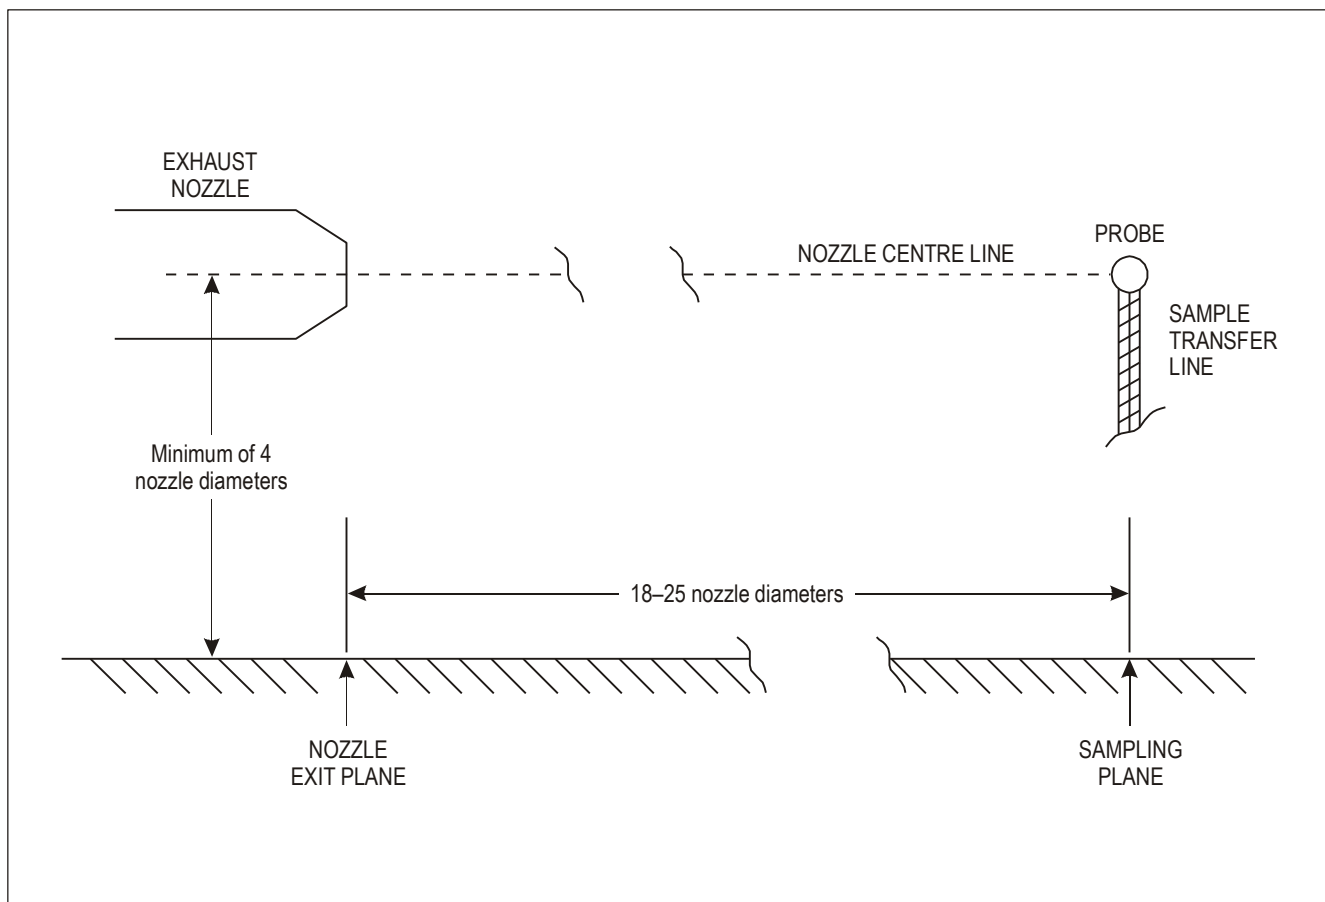 EXHAUST
NOZZLE
PROBE
NOZZLE CENTRE LINE
SAMPLE
TRANSFER
LINE
Minimum of 4
nozzle diameters
18–25 nozzle diameters
NOZZLE
EXIT PLANE
SAMPLING
PLANE